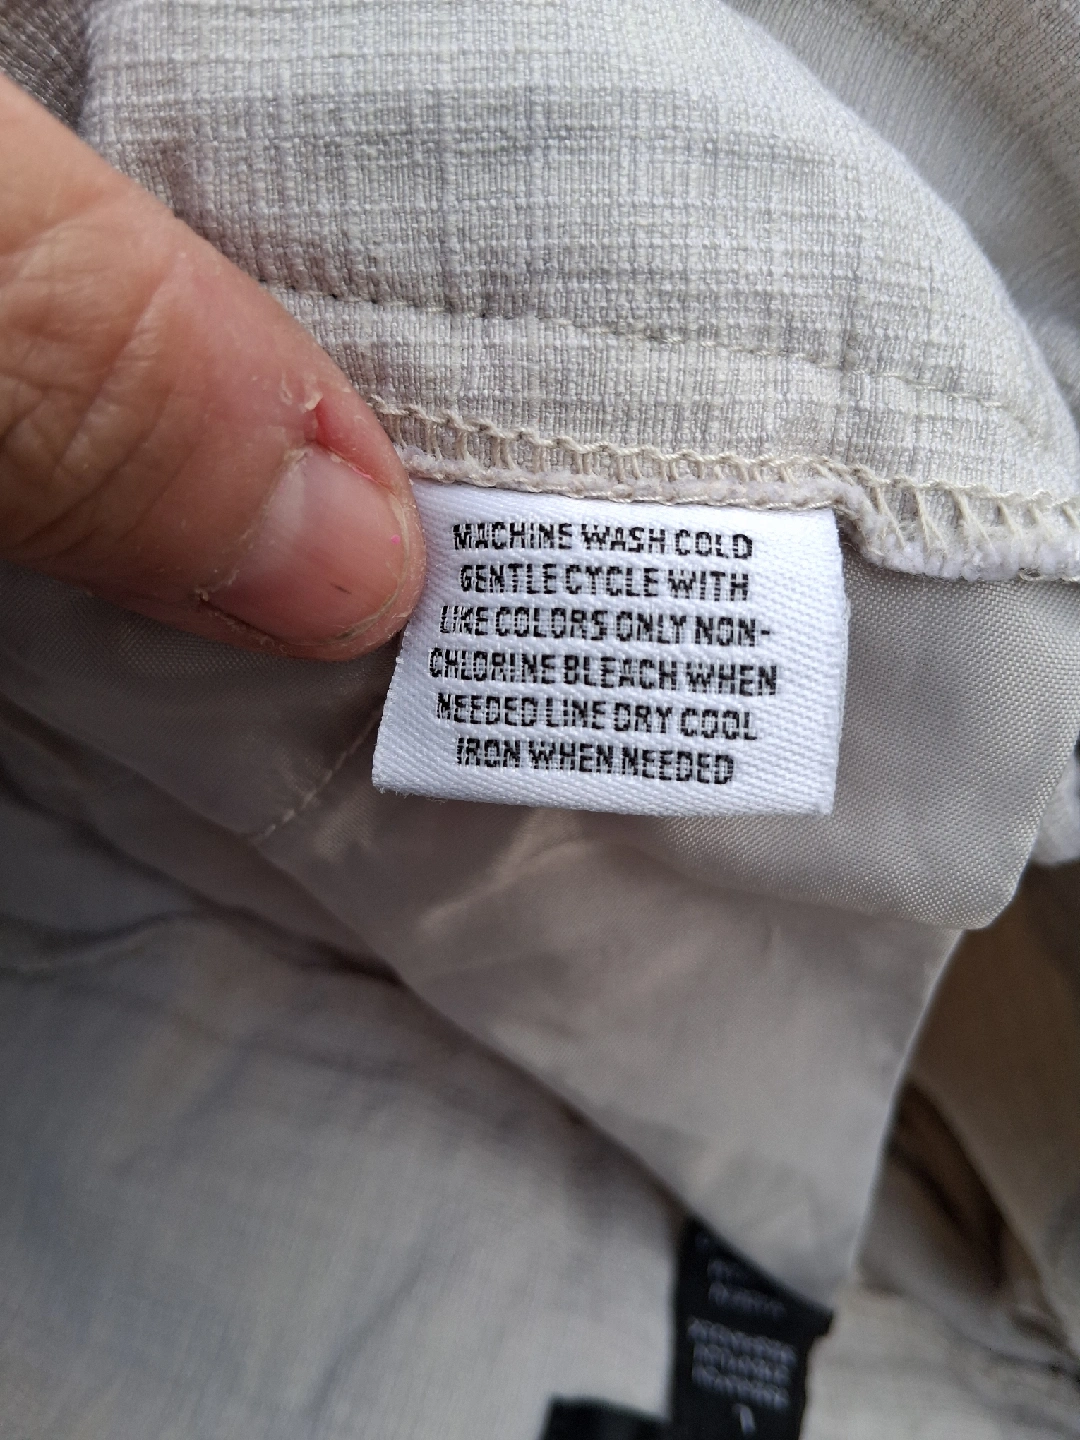 MACHINE WASH COLD
GENTLE CYCLE WITH
LIKE COLORS ONLY NON-
CHLORINE BLEACH WHEN
NEEDED LINE DRY COOL
IRON WHEN NEEDED